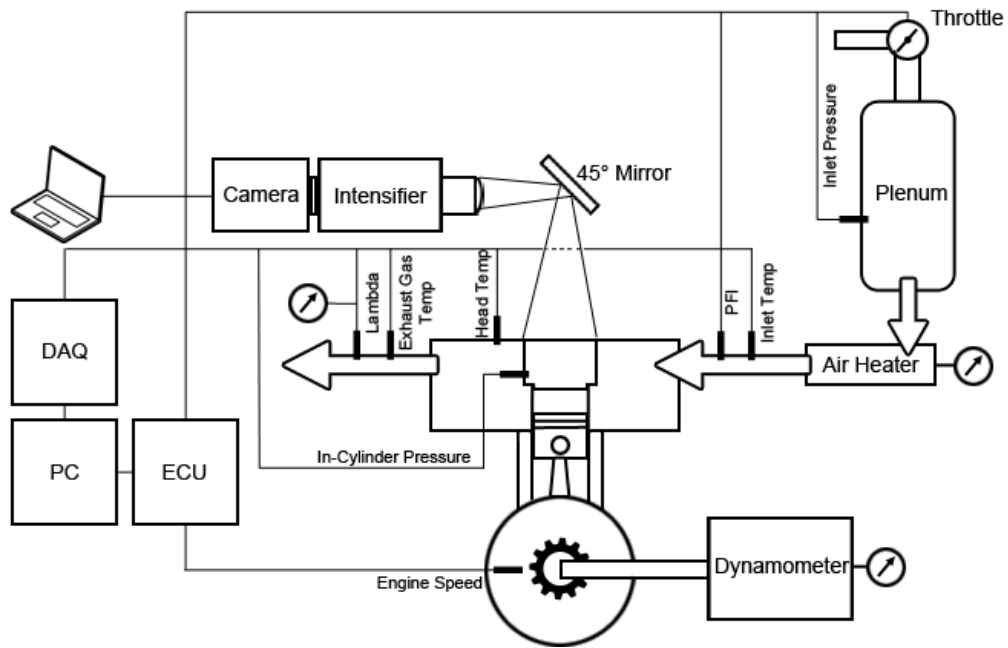 Throttle
Inlet Pressure
Plenum
45° Mirror
Camera
Intensifier
Lambda
Exhaust Gas
Temp
Head Temp
PFI
Inlet Temp
DAQ
Air Heater
PC
ECU
In-Cylinder Pressure
Engine Speed
Dynamometer